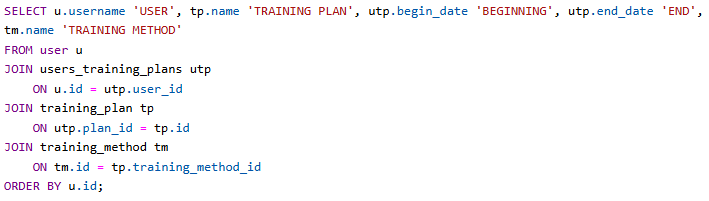 SELECT u.username 'USER', tp.name 'TRAINING PLAN', utp.begin_date 'BEGINNING', utp.end_date 'END',
tm.name 'TRAINING METHOD'
FROM user u
JOIN users_training_plans utp
    ON u.id = utp.user_id
JOIN training_plan tp
    ON utp.plan_id = tp.id
JOIN training_method tm
    ON tm.id = tp.training_method_id
ORDER BY u.id;